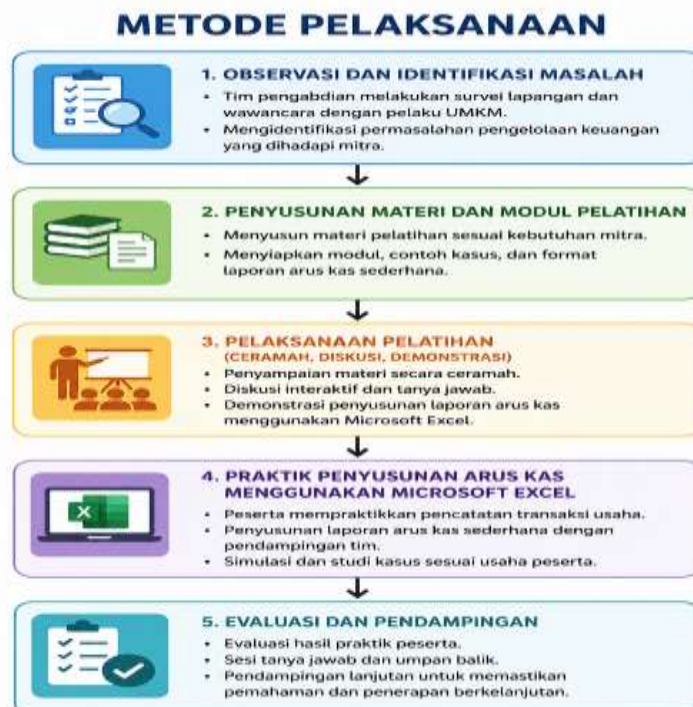 METODE PELAKSANAAN
1. OBSERVASI DAN IDENTIFIKASI MASALAH
• Tim pengabdian melakukan survei lapangan dan
wawancara dengan pelaku UMKM.
• Mengidentifikasi permasalahan pengelolaan keuangan
yang dihadapi mitra.
2. PENYUSUNAN MATERI DAN MODUL PELATIHAN
• Menyusun materi pelatihan sesuai kebutuhan mitra.
• Menyiapkan modul, contoh kasus, dan format
laporan arus kas sederhana.
3. PELAKSANAAN PELATIHAN
(CERAMAH, DISKUSI, DEMONSTRASI)
• Penyampaian materi secara ceramah.
• Diskusi interaktif dan tanya jawab.
• Demonstrasi penyusunan laporan arus kas
menggunakan Microsoft Excel.
4. PRAKTIK PENYUSUNAN ARUS KAS
MENGGUNAKAN MICROSOFT EXCEL
X
• Peserta mempraktikkan pencatatan transaksi usaha.
• Penyusunan laporan arus kas sederhana dengan
pendampingan tim.
• Simulasi dan studi kasus sesuai usaha peserta.
5. EVALUASI DAN PENDAMPINGAN
• Evaluasi hasil praktik peserta.
• Sesi tanya jawab dan umpan balik.
• Pendampingan lanjutan untuk memastikan
pemahaman dan penerapan berkelanjutan.